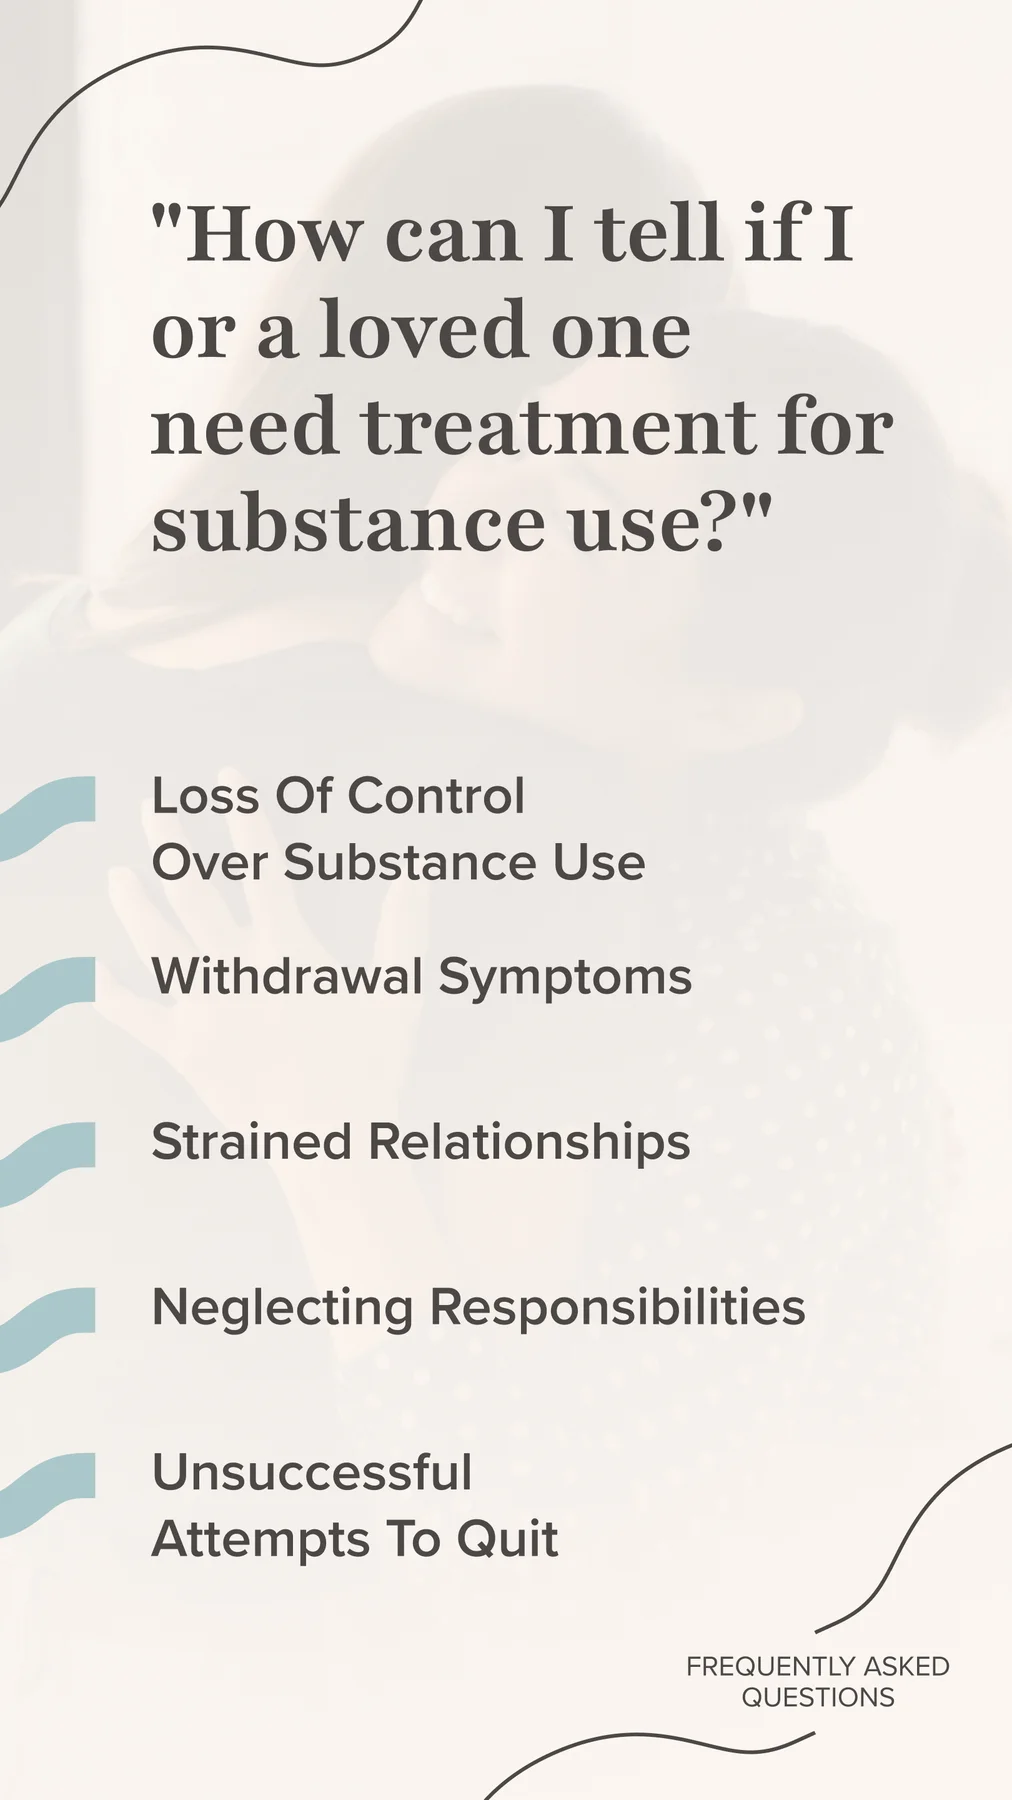 "How can I tell if I
or a loved one
need treatment for
substance use?"
Loss Of Control
Over Substance Use
Withdrawal Symptoms
Strained Relationships
Neglecting Responsibilities
Unsuccessful
Attempts To Quit
FREQUENTLY ASKED
QUESTIONS